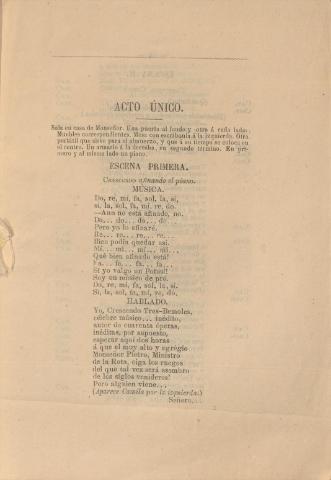 ACTO ÚNICO.
Sala en casa de Monseñor. Una puerta al fondo y otra á cada lado.
Muebles correspondientes. Mesa con escribanía á la izquierda. Otra
portátil que sirve para el almuerzo, y que á su tiempo se coloca en
el centro. Un armario á la derecha, en segundo término. En pri-
mero y al mismo lado un piano.
ESCENA PRIMERA.
CRESCENDO afinando el piano.
MÚSICA.
Do, re, mi, fa, sol, la, si,
si, la, sol, fa, mi, re, do.
—Aun no está afinado, no.
Do... do... do... do...
Pero yo lo afinaré.
Re... re... re... re...
Bien podia quedar así.
Mi... mi... mi... mi...
Qué bien afinado está!
Fa... fa... fa... fa...
Si yo valgo un Potosí!
Soy un músico de pré.
Do, re, mi, fa, sol, la, si.
Si, la, sol, fa, mi, re, do.
HABLADO.
Yo, Crescendo Tres-Bemoles,
célebre músico... inédito,
autor de cuarenta óperas,
inéditas, por supuesto,
esperar aquí dos horas
á que el muy alto y egrégio
Monseñor Pietro, Ministro
de la Rota, oiga los ruegos
del que tal vez será asombro
de los siglos venideros!
Pero alguien viene...
(Aparece Camila por la izquierda.)
Señora...